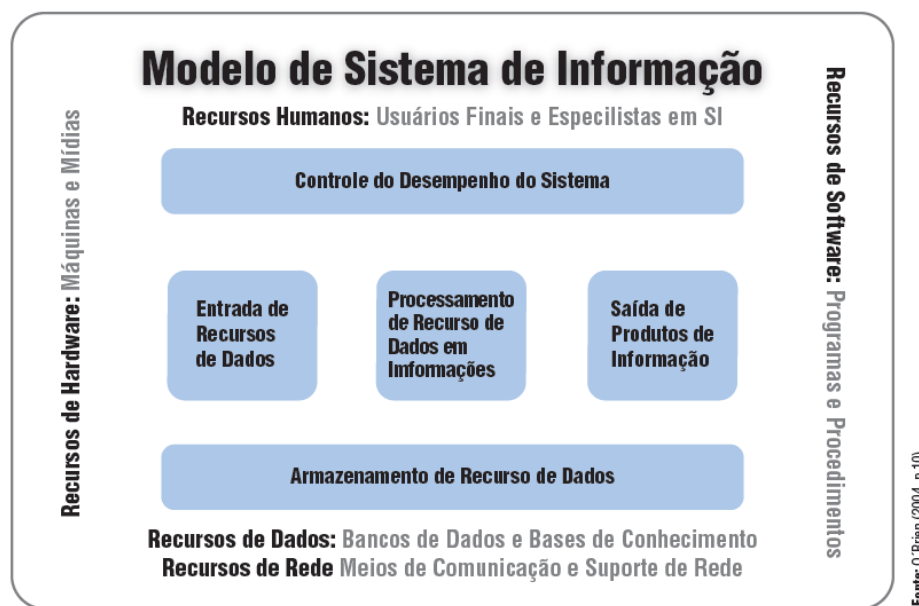 Modelo de Sistema de Informação
Recursos Humanos: Usuários Finais e Especilistas em SI
Recursos de Hardware: Máquinas e Mídias
Controle do Desempenho do Sistema
Entrada de
Recursos
de Dados
Processamento
de Recurso de
Dados em
Imformações
Saída de
Produtos de
Informação
Armazenamento de Recurso de Dados
Recursos de Software: Programas e Procedimentos
Recursos de Dados: Bancos de Dados e Bases de Conhecimento
Recursos de Rede Meios de Comunicação e Suporte de Rede
Fonte: O´Brien (2004, p.10)